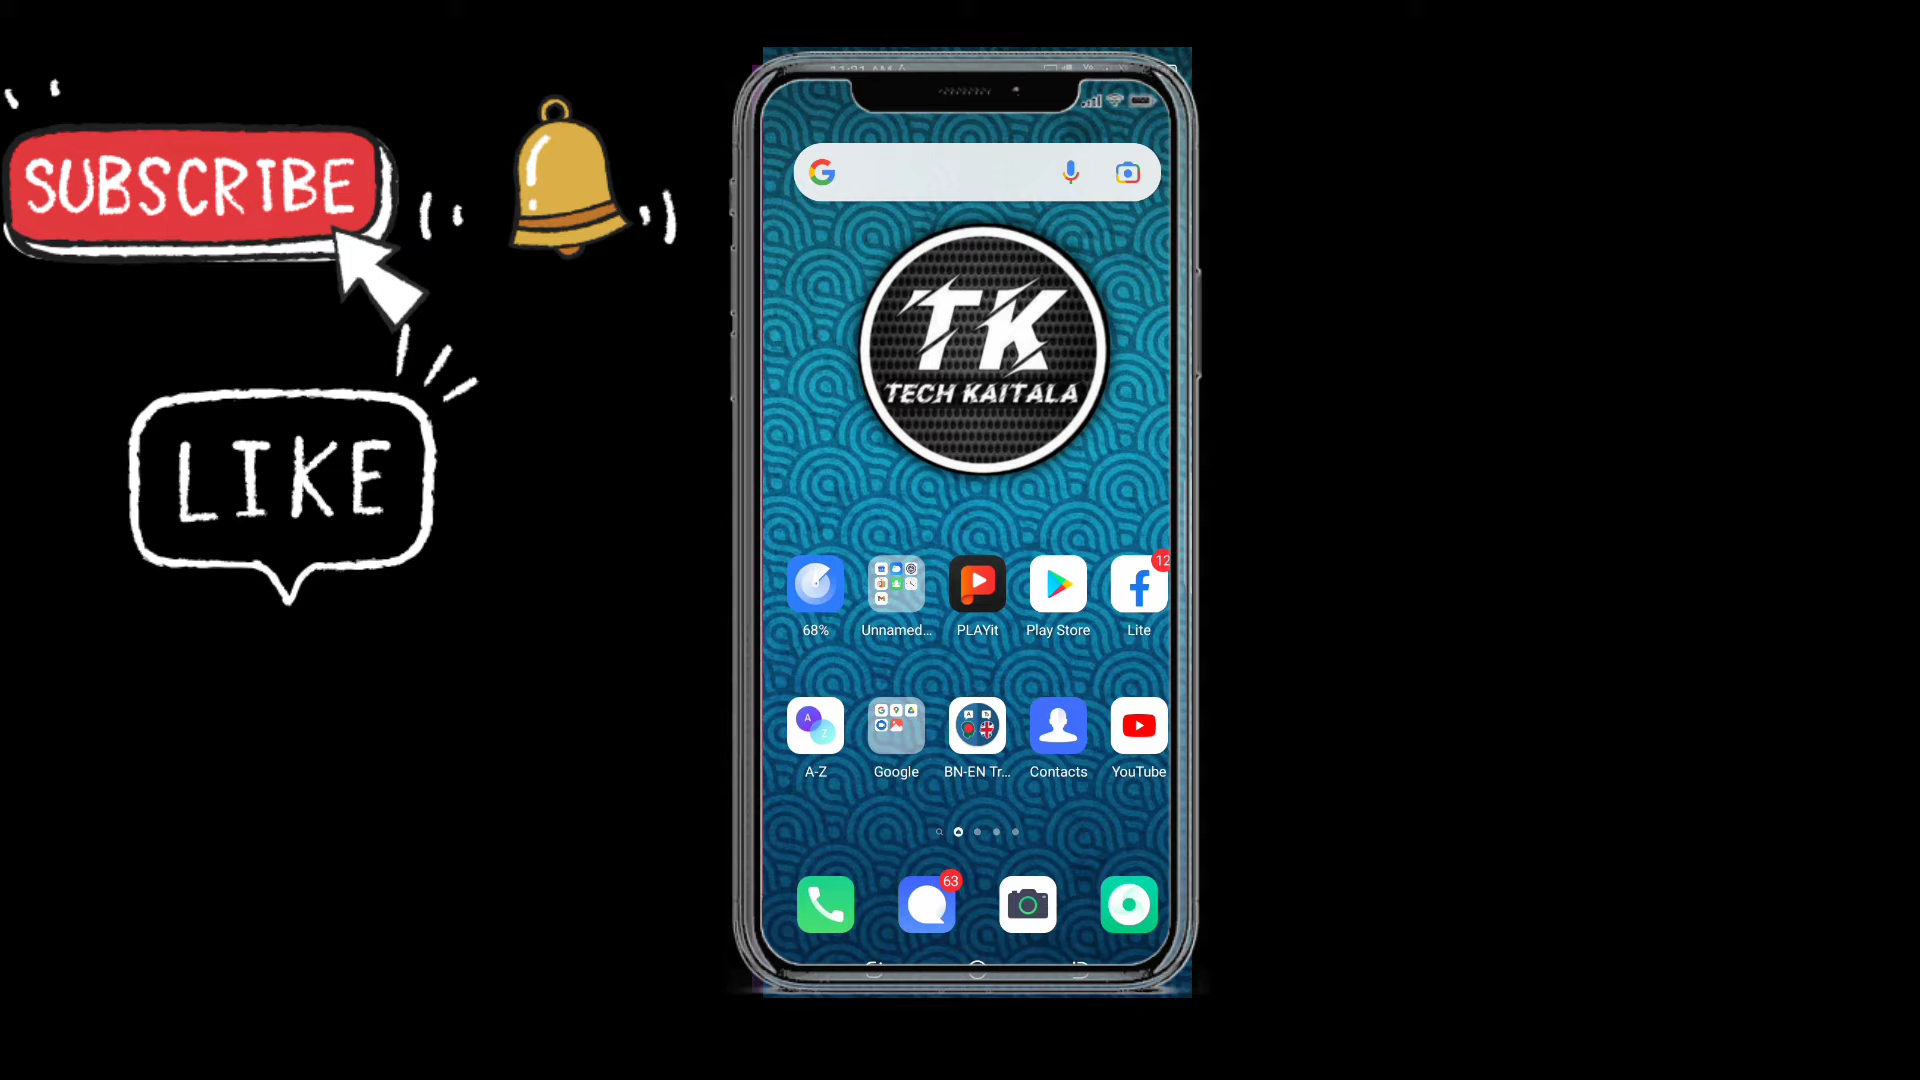 SUBSCRIBE
LIKE
TK
TECH KAITALA
12
68%
Unnamed...
PLAYit
Play Store
Lite
A
Z
A-Z
Google
BN-EN Tr...
Contacts
YouTube
63